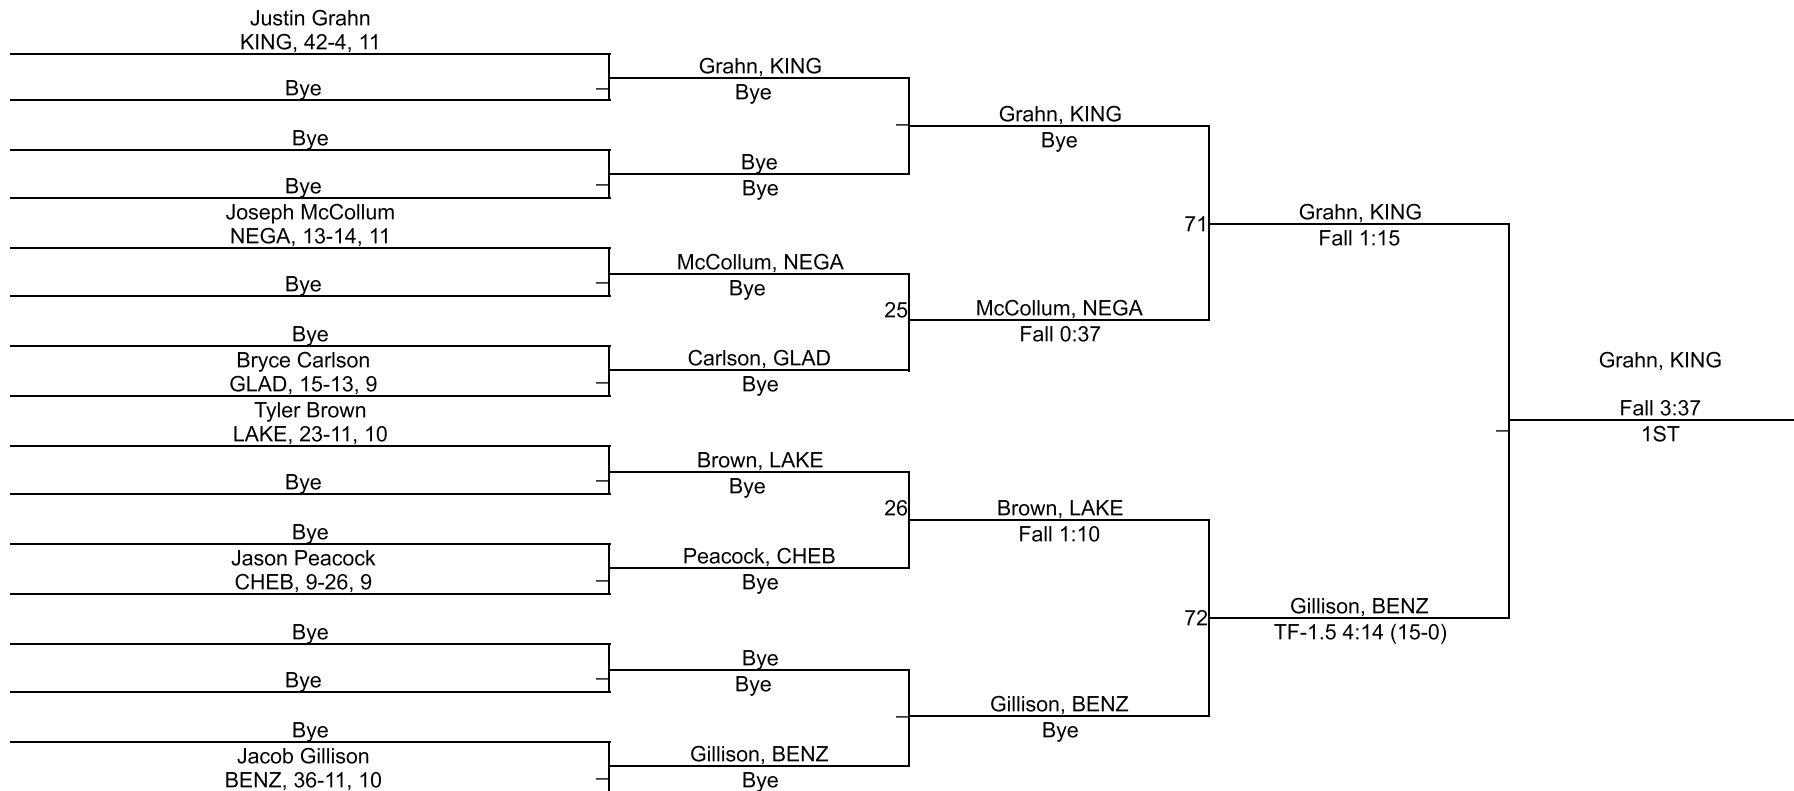 Justin Grahn
KING, 42-4, 11
Bye
Bye
Bye
Joseph McCollum
NEGA, 13-14, 11
Bye
Bye
Bryce Carlson
GLAD, 15-13, 9
Tyler Brown
LAKE, 23-11, 10
Bye
Bye
Jason Peacock
CHEB, 9-26, 9
Bye
Bye
Bye
Jacob Gillison
BENZ, 36-11, 10
Grahn, KING
Bye
Bye
Bye
McCollum, NEGA
Bye
25
Carlson, GLAD
Bye
Brown, LAKE
Bye
26
Peacock, CHEB
Bye
Bye
Bye
Gillison, BENZ
Bye
Grahn, KING
Bye
71
McCollum, NEGA
Fall 0:37
Brown, LAKE
Fall 1:10
72
Gillison, BENZ
Bye
Grahn, KING
Fall 1:15
Gillison, BENZ
TF-1.5 4:14 (15-0)
Grahn, KING
Fall 3:37
1ST